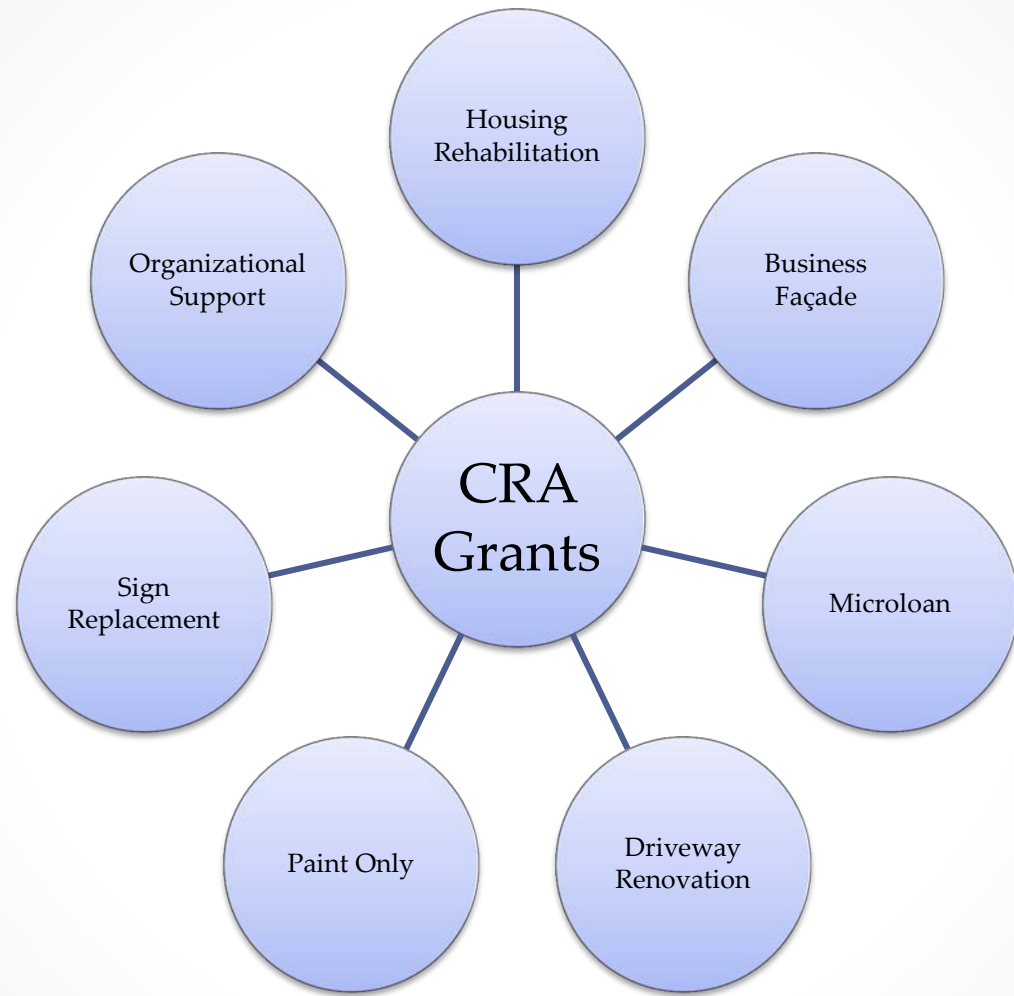 Housing
Rehabilitation
Organizational
Support
Business
Façade
CRA
Grants
Sign
Replacement
Microloan
Paint Only
Driveway
Renovation